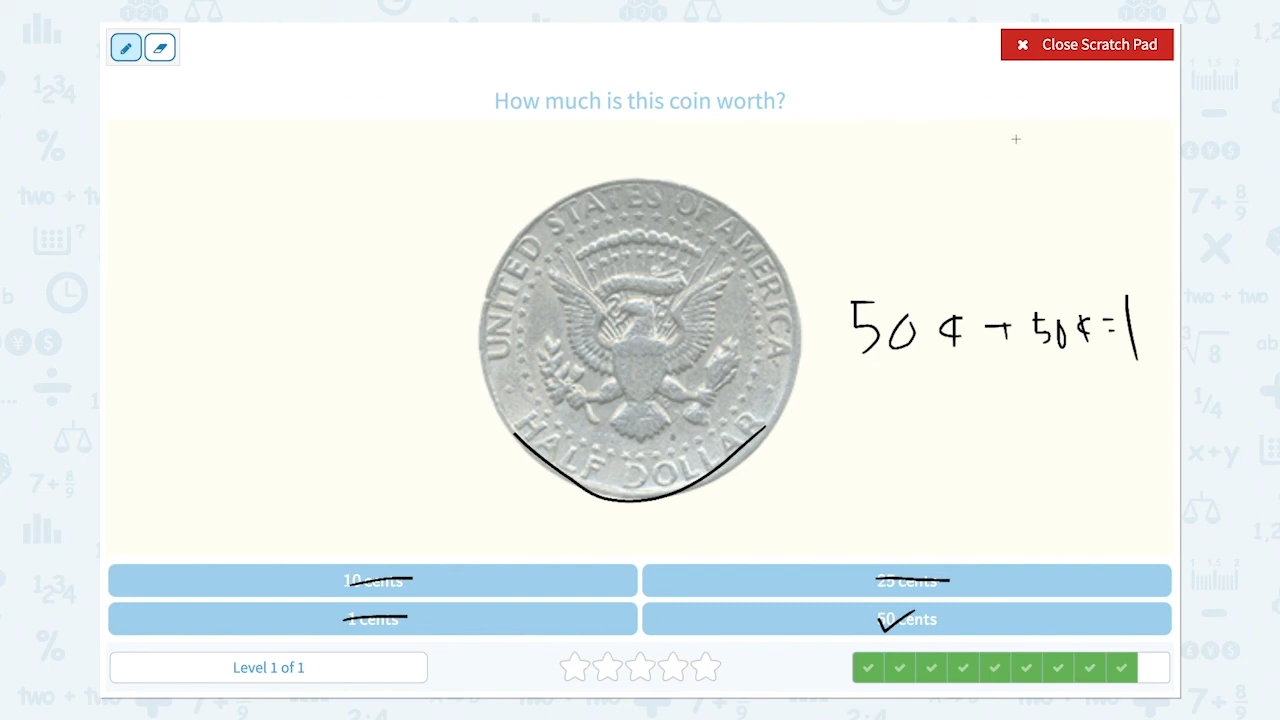 Close Scratch Pad
How much is this coin worth?
UNITED STATES OF AMERICA
HALF DOLLAR
50 ¢ + 50 ¢ = 1
10 cents
25 cents
1 cents
50 cents
Level 1 of 1